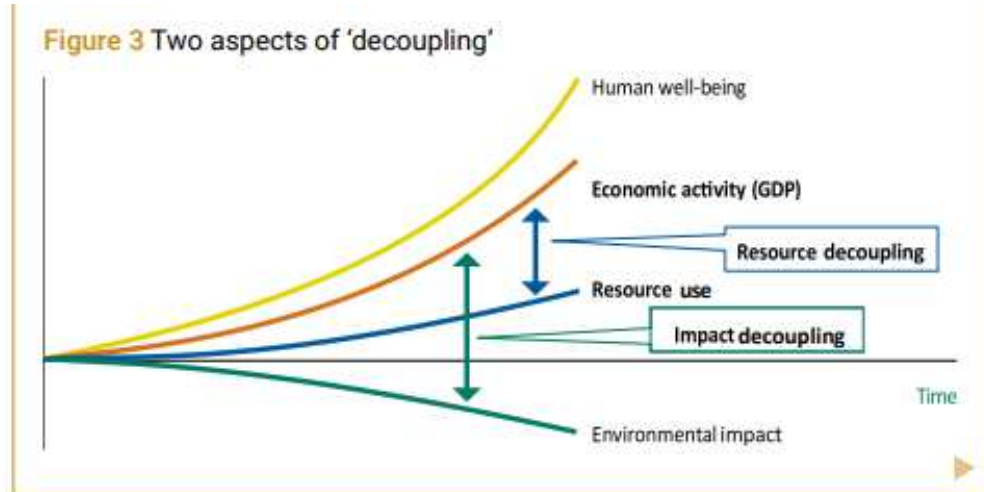 Figure 3 Two aspects of ‘decoupling’
Human well-being
Economic activity (GDP)
Resource decoupling
Resource use
Impact decoupling
Time
Environmental impact